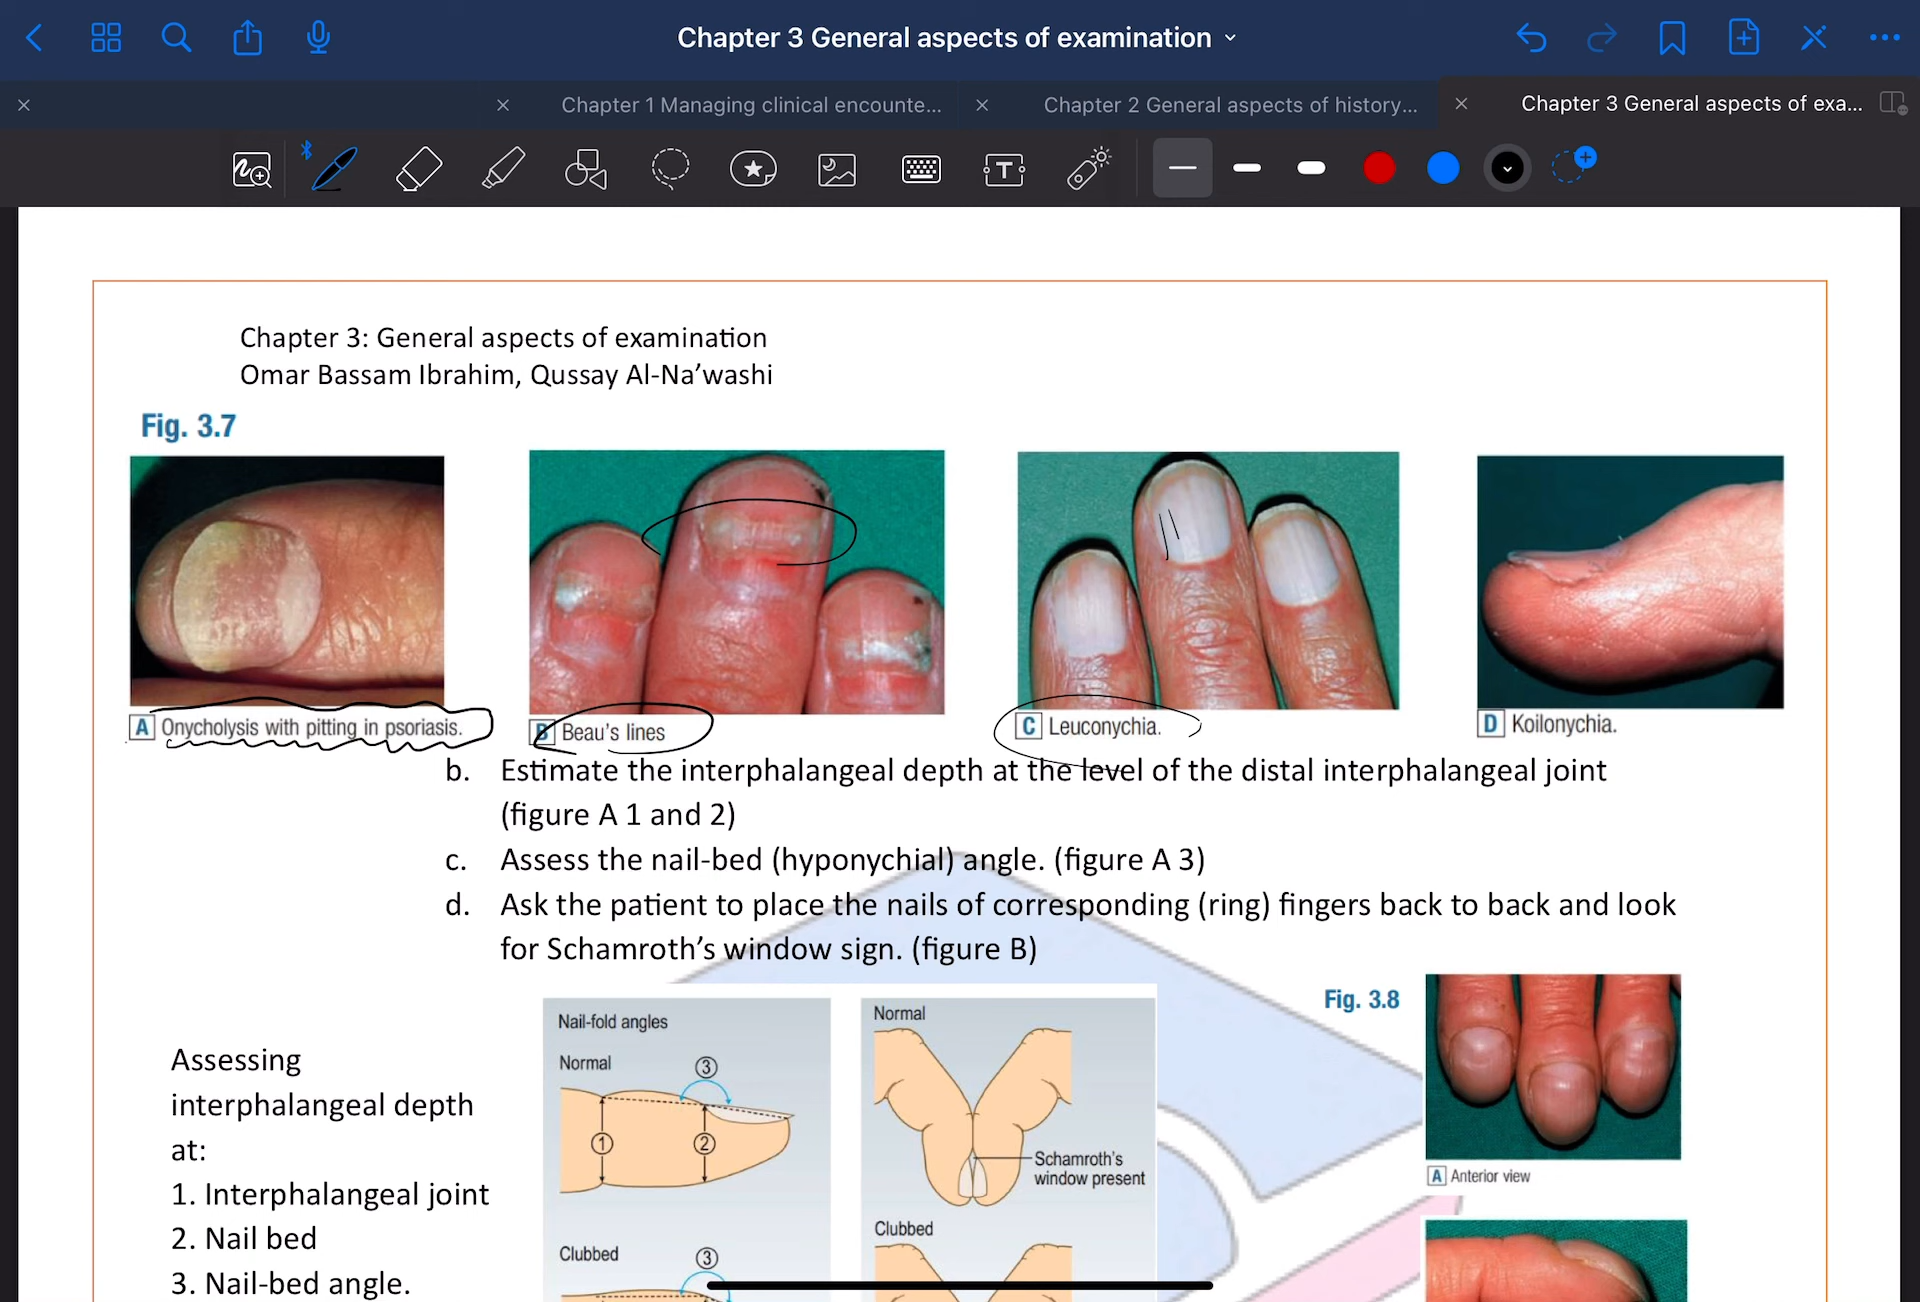 Chapter 3 General aspects of examination
Chapter 1 Managing clinical encounte...
Chapter 2 General aspects of history...
Chapter 3 General aspects of exa...
T
Chapter 3: General aspects of examination
Omar Bassam Ibrahim, Qussay Al-Na’washi
Fig. 3.7
A Onycholysis with pitting in psoriasis.
B Beau's lines
C Leuconychia.
D Koilonychia.
b. Estimate the interphalangeal depth at the level of the distal interphalangeal joint
(figure A 1 and 2)
c. Assess the nail-bed (hyponychial) angle. (figure A 3)
d. Ask the patient to place the nails of corresponding (ring) fingers back to back and look
for Schamroth’s window sign. (figure B)
Assessing
interphalangeal depth
at:
1. Interphalangeal joint
2. Nail bed
3. Nail-bed angle.
Nail-fold angles
Normal
3
1
2
Clubbed
3
Normal
Schamroth's
window present
Clubbed
Fig. 3.8
A Anterior view